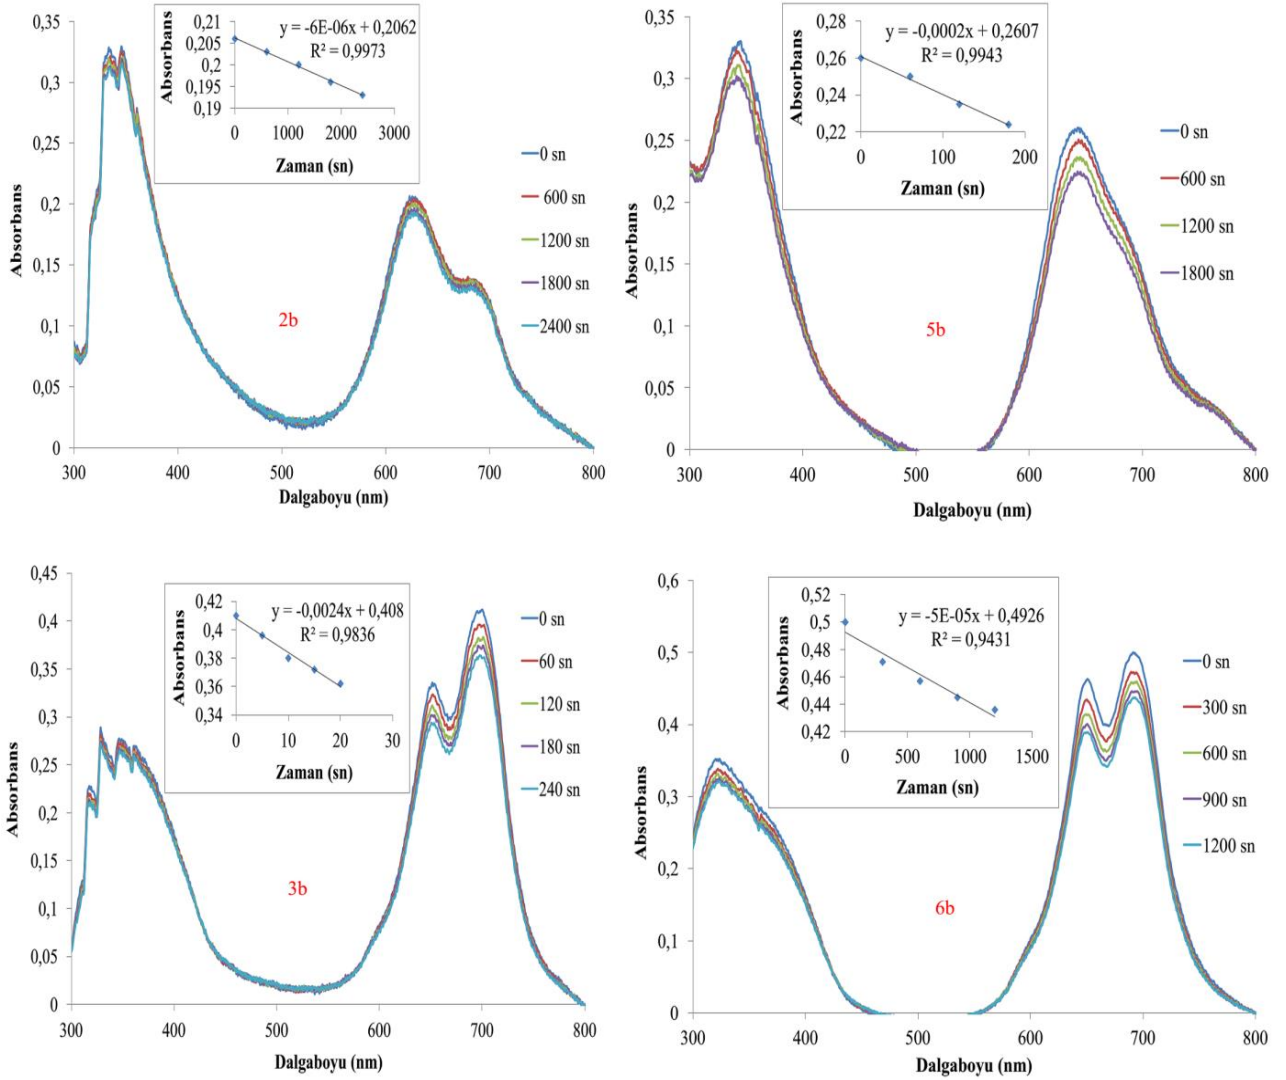 0,35
0,3
0,25
0,2
0,15
0,1
0,05
0
300
400
500
600
700
800
Absorbans
Dalgaboyu (nm)
0,21
0,205
0,2
0,195
0,19
0
1000
2000
3000
Absorbans
Zaman (sn)
y = -6E-06x + 0,2062
R² = 0,9973
0 sn
600 sn
1200 sn
1800 sn
2400 sn
2b
0,35
0,3
0,25
0,2
0,15
0,1
0,05
0
300
400
500
600
700
800
Absorbans
Dalgaboyu (nm)
0,28
0,26
0,24
0,22
0
100
200
Absorbans
Zaman (sn)
y = -0,0002x + 0,2607
R² = 0,9943
0 sn
600 sn
1200 sn
1800 sn
5b
0,45
0,4
0,35
0,3
0,25
0,2
0,15
0,1
0,05
0
300
400
500
600
700
800
Absorbans
Dalgaboyu (nm)
0,42
0,4
0,38
0,36
0,34
0
10
20
30
Absorbans
Zaman (sn)
y = -0,0024x + 0,408
R² = 0,9836
0 sn
60 sn
120 sn
180 sn
240 sn
3b
0,6
0,5
0,4
0,3
0,2
0,1
0
300
400
500
600
700
800
Absorbans
Dalgaboyu (nm)
0,52
0,5
0,48
0,46
0,44
0,42
0
500
1000
1500
Absorbans
Zaman (sn)
y = -5E-05x + 0,4926
R² = 0,9431
0 sn
300 sn
600 sn
900 sn
1200 sn
6b